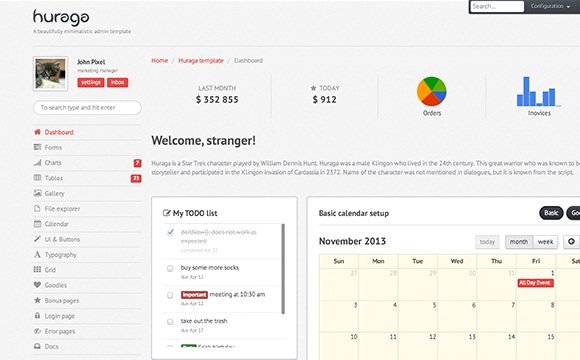 Search...
Configuration
huraga
A beautifully minimalistic admin template
John Pixel
marketing manager
settings inbox
To search type and hit enter
Dashboard
Forms
Charts 7
Tables 73
Gallery
File explorer
Calendar
UI & Buttons
Typography
Grid
Goodies
Bonus pages
Login page
Error pages
Docs
Home / Huraga template / Dashboard
LAST MONTH
$ 352 855
TODAY
$ 912
Orders
Inovices
Welcome, stranger!
Huraga is a Star Trek character played by William Dennis Hunt. Huraga was a male Klingon who lived in the 24th century. This great warrior who was known to b
storyteller and participated in the Klingon invasion of Cardassia in 2372. Name of the character was not mentioned in dialogues, but it is known from the script.
My TODO list
doitNow(); does not work as
expected
completed Apr 12
buy some more socks
due Apr 12
Important meeting at 10:30 am
due Apr 12
take out the trash
due Apr 17
Basic calendar setup
Basic
November 2013
today month week
Sun Mon Tue Wed Thu Fri Sat
27 28 29 30 31 1
All Day Event
3 4 5 6 7 8
10 11 12 13 14 15